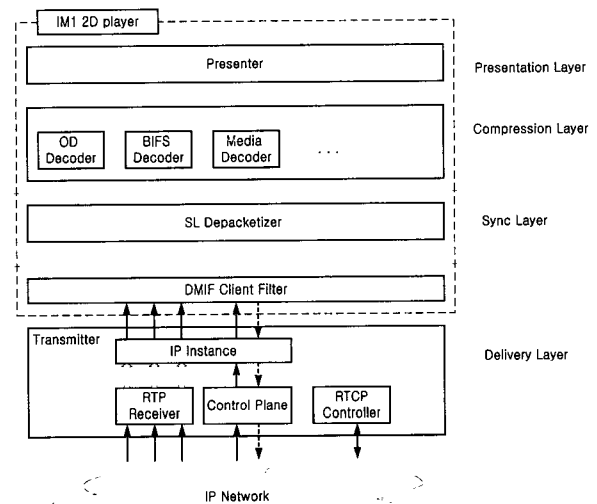 IM1 2D player
Presenter
Presentation Layer
Compression Layer
OD
Decoder
BIFS
Decoder
Media
Decoder
...
SL Depacketizer
Sync Layer
DMIF Client Filter
Transmitter
IP Instance
Delivery Layer
RTP
Receiver
Control Plane
RTCP
Controller
IP Network